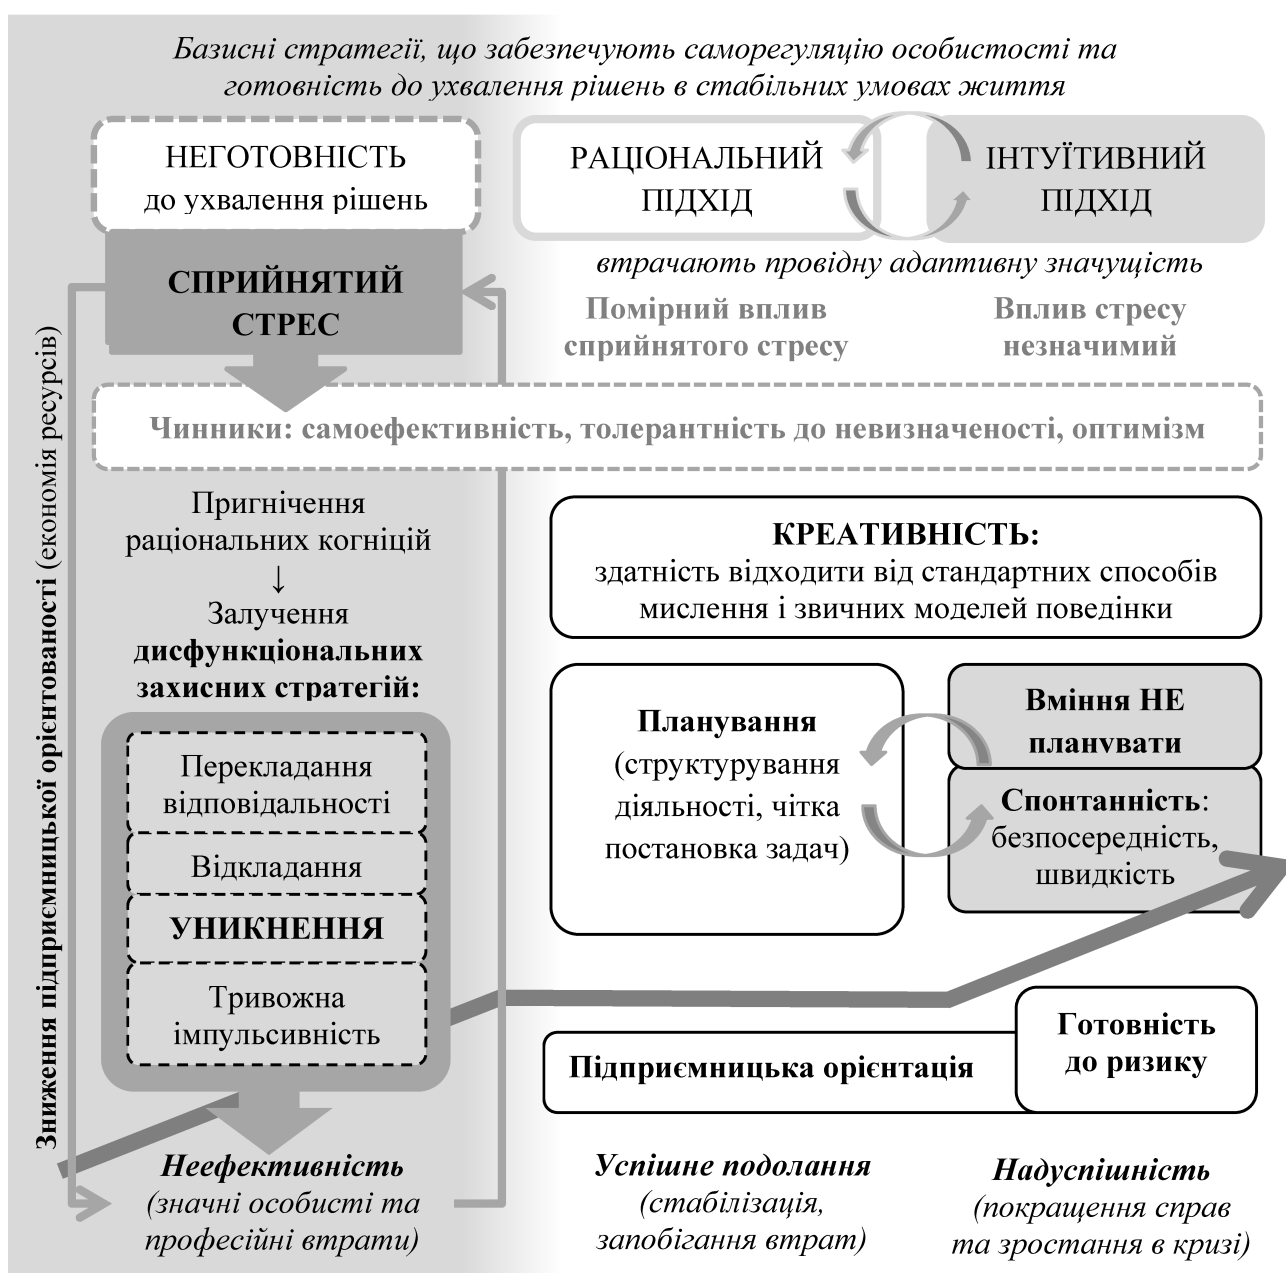 Базисні стратегії, що забезпечують саморегуляцію особистості та
готовність до ухвалення рішень в стабільних умовах життя
НЕГОТОВНІСТЬ
до ухвалення рішень
РАЦІОНАЛЬНИЙ
ПІДХІД
ІНТУЇТИВНИЙ
ПІДХІД
втрачають провідну адаптивну значущість
СПРИЙНЯТИЙ
СТРЕС
Помірний вплив
сприйнятого стресу
Вплив стресу
незначимий
Чинники: самоефективність, толерантність до невизначеності, оптимізм
Зниження підприємницької орієнтованості (економія ресурсів)
Пригнічення
раціональних когніцій
↓
Залучення
дисфункціональних
захисних стратегій:
Перекладання
відповідальності
Відкладання
УНИКНЕННЯ
Тривожна
імпульсивність
КРЕАТИВНІСТЬ:
здатність відходити від стандартних способів
мислення і звичних моделей поведінки
Планування
(структурування
діяльності, чітка
постановка задач)
Вміння НЕ
планувати
Спонтанність:
безпосередність,
швидкість
Підприємницька орієнтація
Готовність
до ризику
Неефективність
(значні особисті та
професійні втрати)
Успішне подолання
(стабілізація,
запобігання втрат)
Надуспішність
(покращення справ
та зростання в кризі)